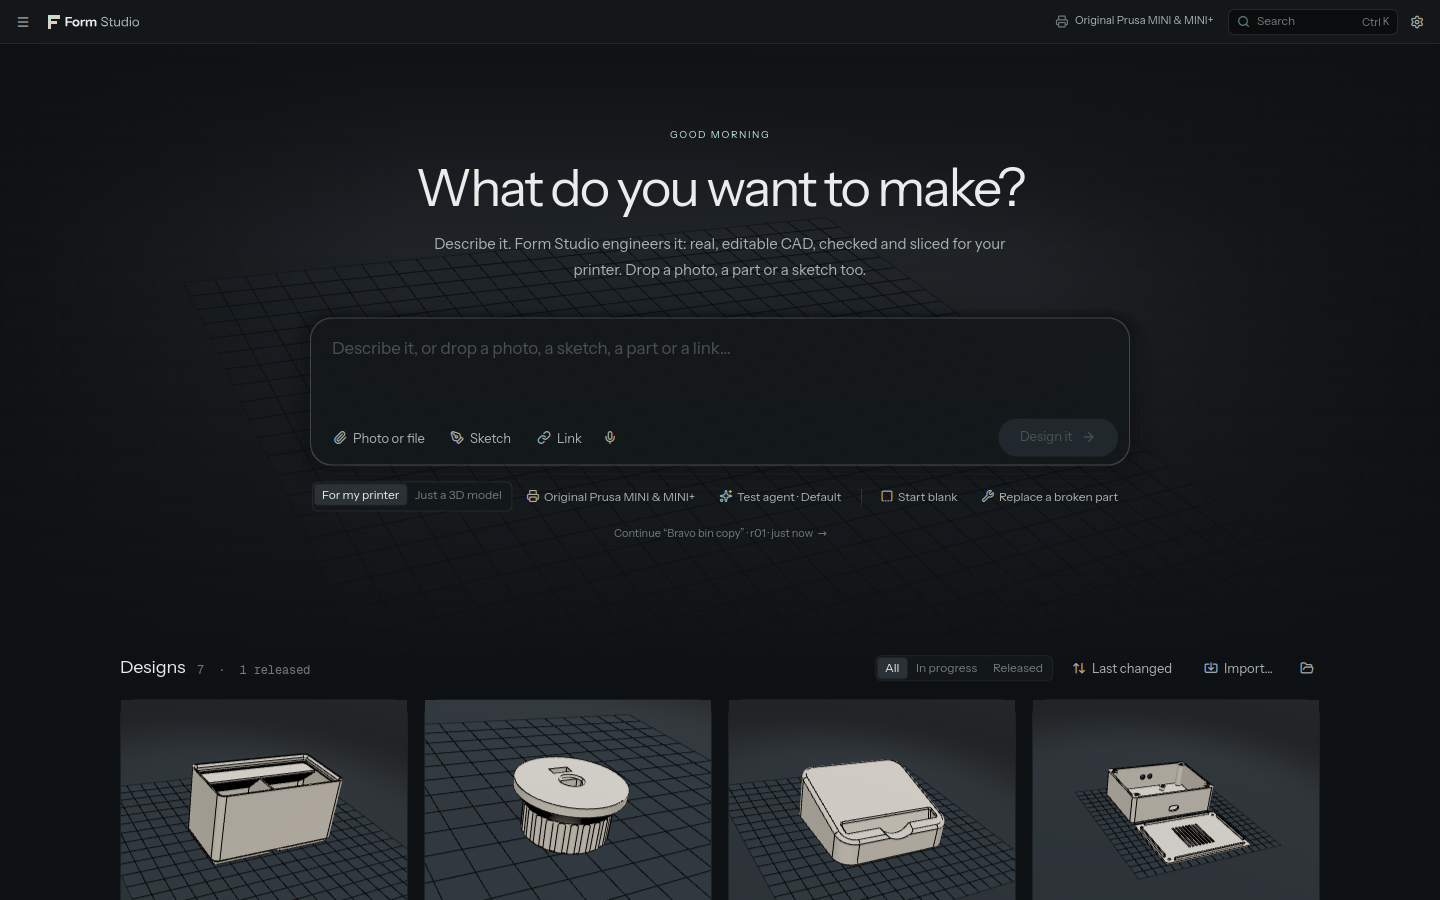 Form Studio
Original Prusa MINI & MINI+
Search
Ctrl K
GOOD MORNING
What do you want to make?
Describe it. Form Studio engineers it: real, editable CAD, checked and sliced for your
printer. Drop a photo, a part or a sketch too.
Describe it, or drop a photo, a sketch, a part or a link...
Photo or file
Sketch
Link
Design it
For my printer
Just a 3D model
Original Prusa MINI & MINI+
Test agent · Default
Start blank
Replace a broken part
Continue “Bravo bin copy” · r01 · just now →
Designs 7 · 1 released
All
In progress
Released
Last changed
Import...